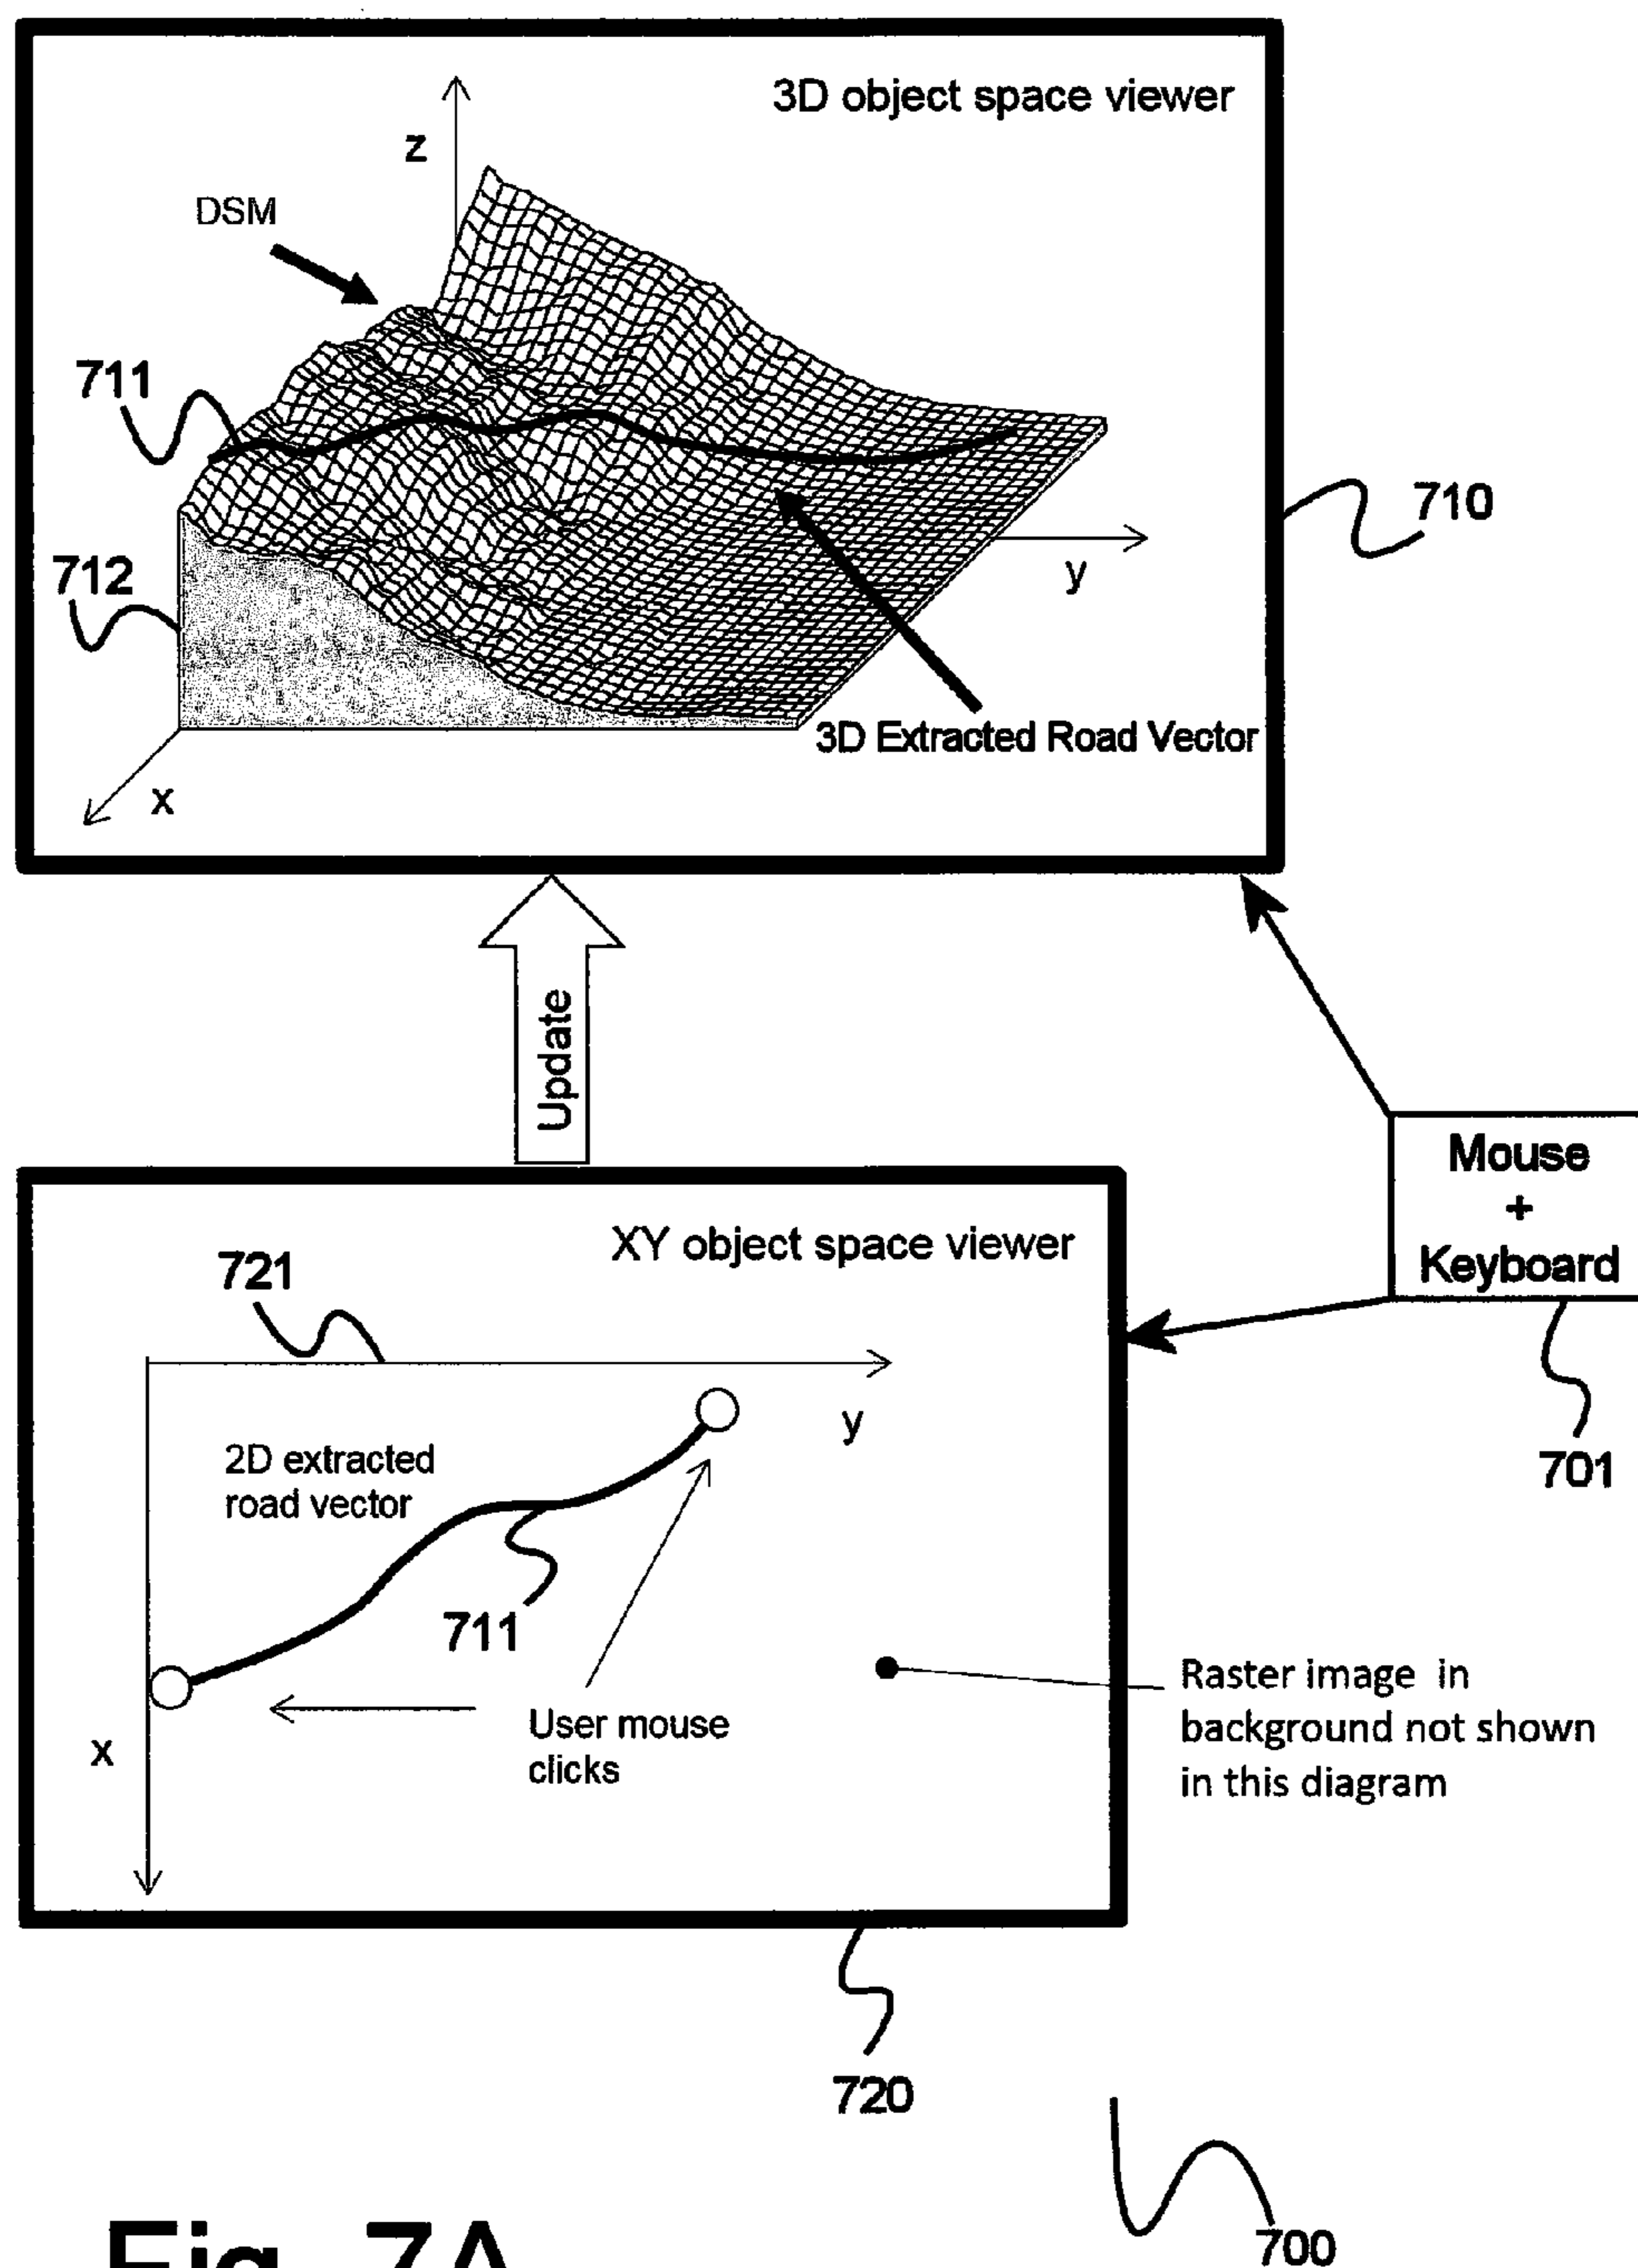 3D object space viewer
z
DSM
711
710
712
y
3D Extracted Road Vector
x
Update
Mouse
+
Keyboard
XY object space viewer
721
y
701
2D extracted
road vector
711
Raster image in
background not shown
in this diagram
User mouse
clicks
x
720
700
Fig. 7A